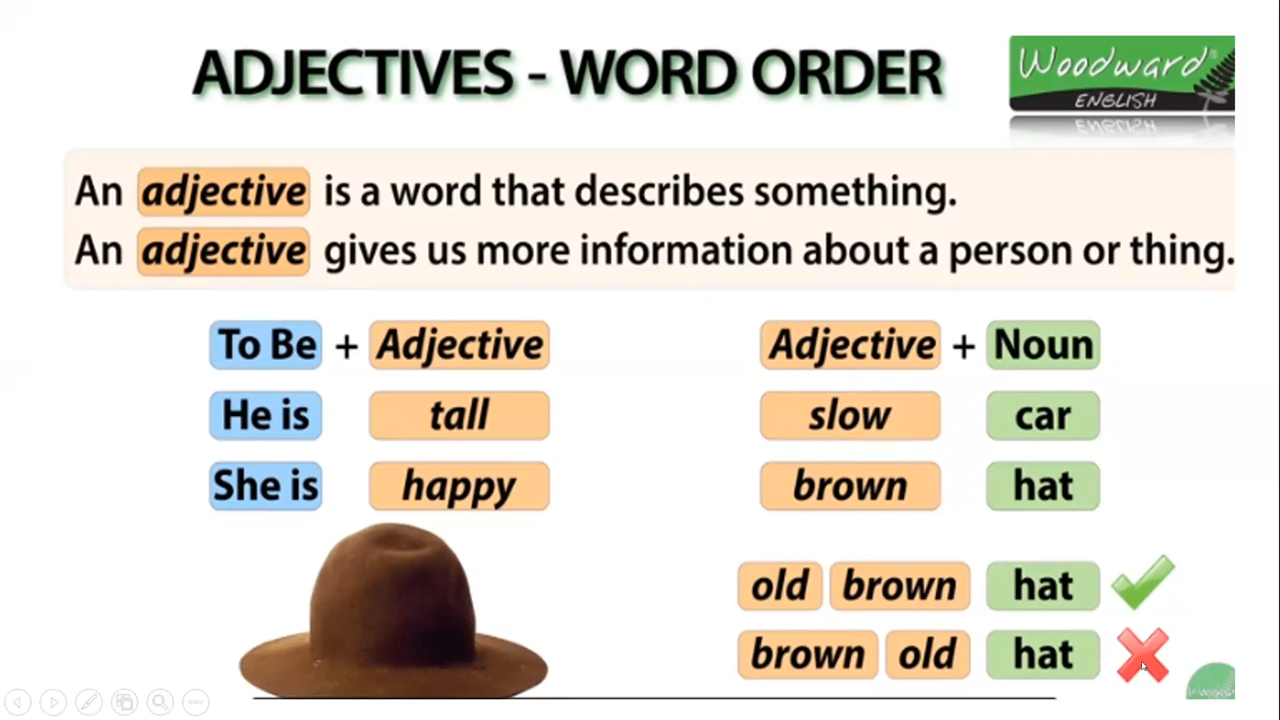 ADJECTIVES - WORD ORDER
Woodward®
ENGLISH
An adjective is a word that describes something.
An adjective gives us more information about a person or thing.
To Be + Adjective
He is tall
She is happy
Adjective + Noun
slow car
brown hat
old brown hat
brown old hat